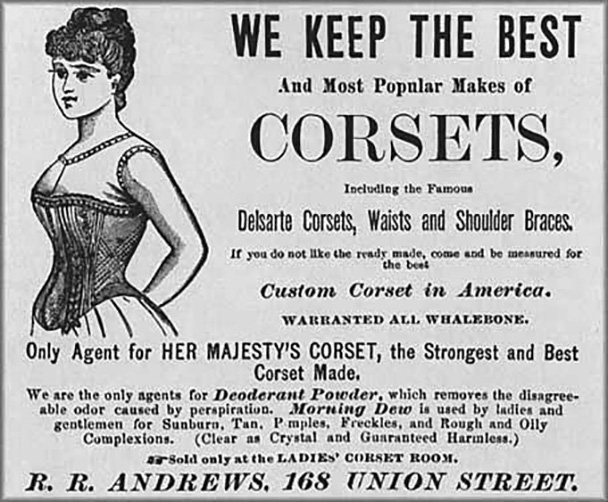 WE KEEP THE BEST
And Most Popular Makes of
CORSETS,
Including the Famous
Delsarte Corsets, Waists and Shoulder Braces.
If you do not like the ready made, come and be measured for
the best
Custom Corset in America.
WARRANTED ALL WHALEBONE.
Only Agent for HER MAJESTY'S CORSET, the Strongest and Best
Corset Made.
We are the only agents for Deoderant Powder, which removes the disagree-
able odor caused by perspiration. Morning Dew is used by ladies and
gentlemen for Sunburn, Tan, P mples, Freckles, and Rough and Oily
Complexions. (Clear as Crystal and Guaranteed Harmless.)
☞Sold only at the LADIES' CORSET ROOM.
R. R. ANDREWS, 168 UNION STREET.